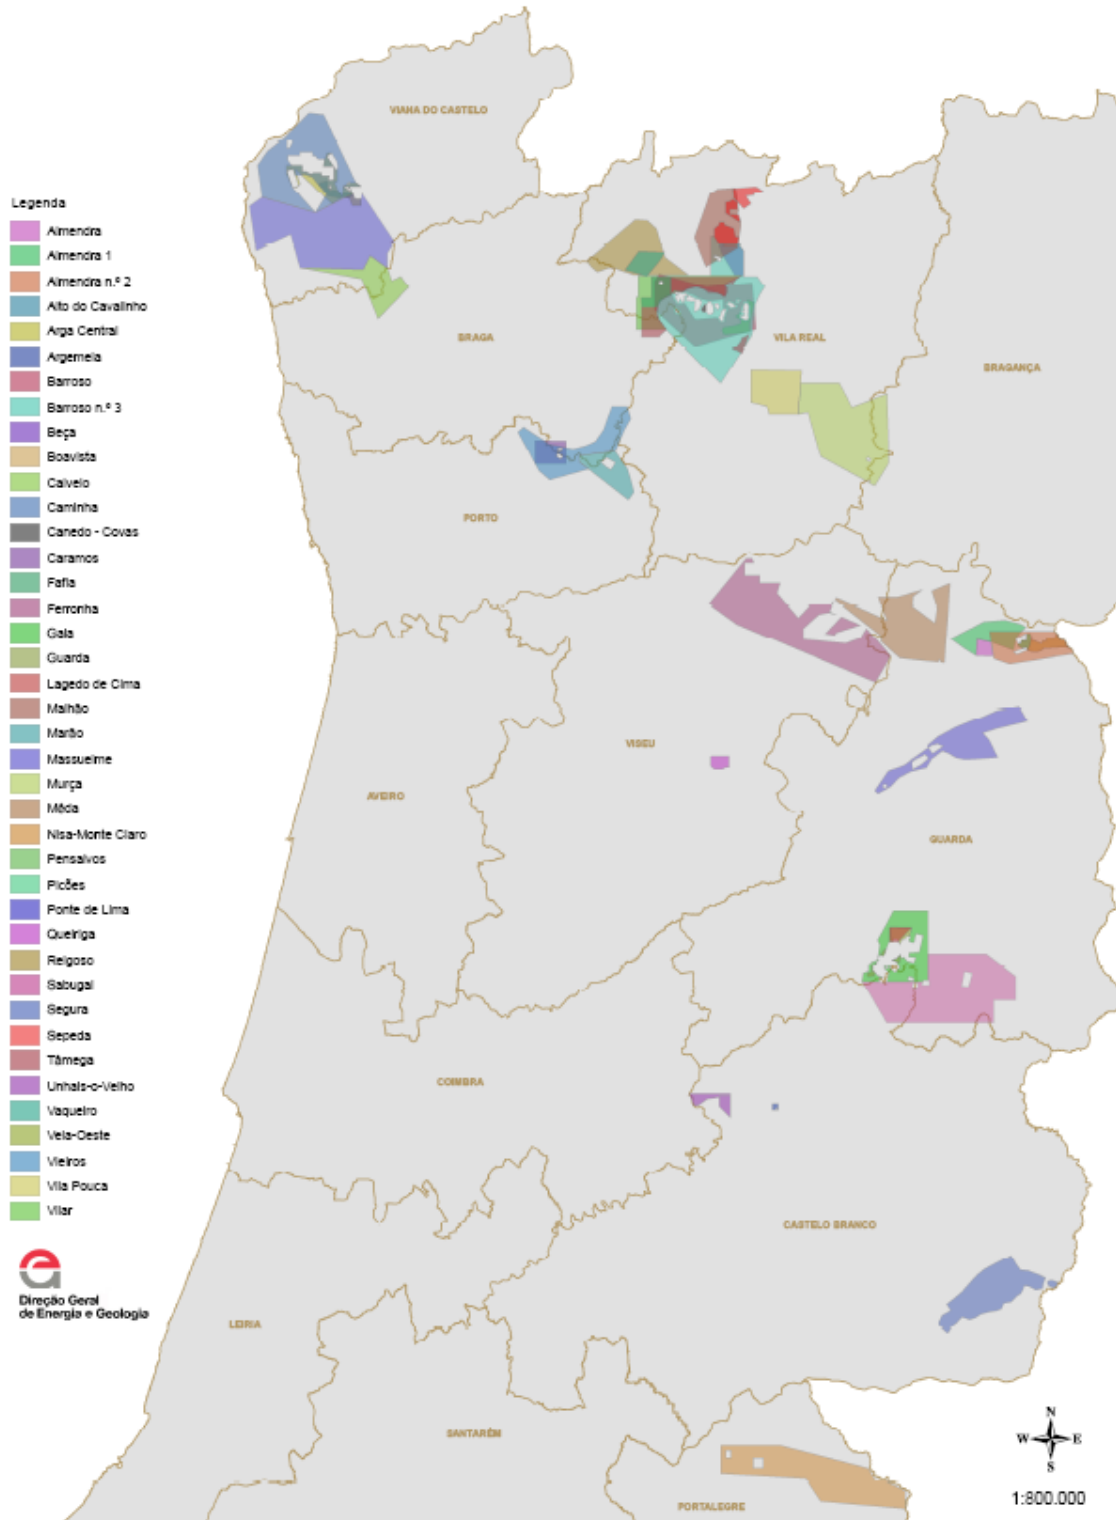 VIANA DO CASTELO
Legenda
Almendra
Almendra 1
Almendra n.º 2
Alto do Cavalinho
Arga Central
Argemela
Barroso
Barroso n.º 3
Beça
Boavista
Calvelo
Caminha
Canedo - Covas
Caramos
Fafia
Ferronha
Gaia
Guarda
Lagedo de Cima
Malhão
Marão
Massueime
Murça
Mêda
Nisa-Monte Claro
Pensalvos
Picões
Ponte de Lima
Queiriga
Reigoso
Sabugal
Segura
Sepeda
Tâmega
Unhais-o-Velho
Vaqueiro
Vela-Oeste
Vieiros
Vila Pouca
Vilar
BRAGA
VILA REAL
BRAGANÇA
PORTO
VISEU
AVEIRO
GUARDA
COIMBRA
CASTELO BRANCO
LEIRIA
SANTARÉM
PORTALEGRE
Direção Geral
de Energia e Geologia
N
W E
S
1:800.000